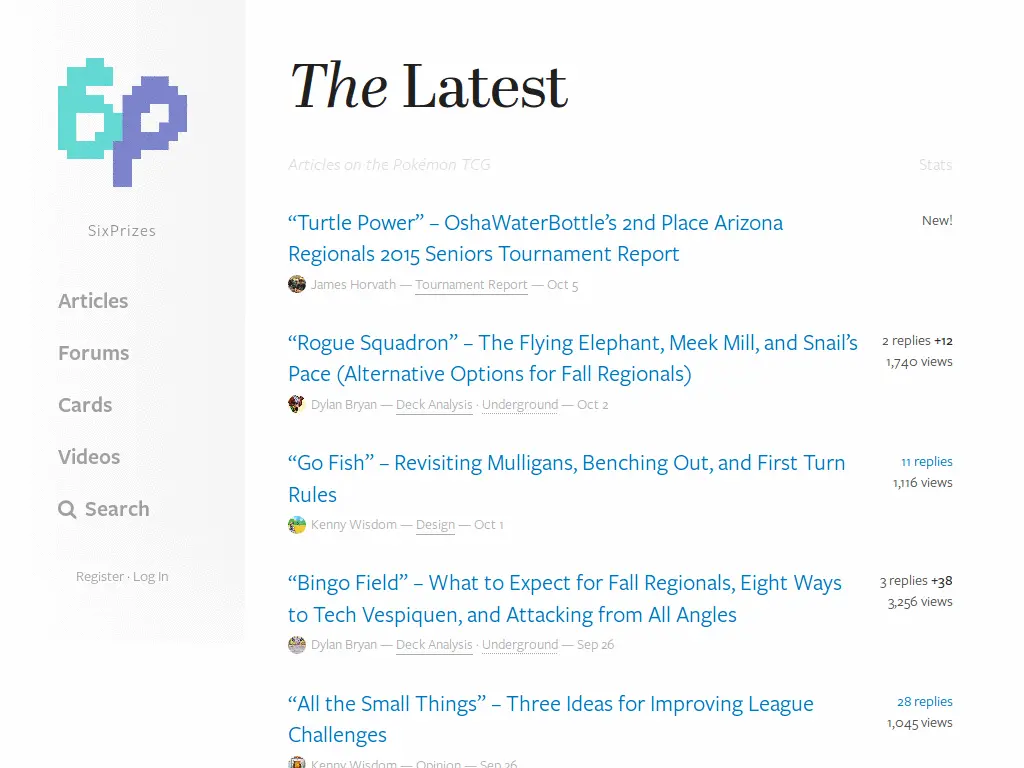 6P
SixPrizes
Articles
Forums
Cards
Videos
Search
Register · Log In
The Latest
Articles on the Pokémon TCG
Stats
“Turtle Power” – OshaWaterBottle’s 2nd Place Arizona
Regionals 2015 Seniors Tournament Report
New!
James Horvath — Tournament Report — Oct 5
“Rogue Squadron” – The Flying Elephant, Meek Mill, and Snail’s
Pace (Alternative Options for Fall Regionals)
2 replies +12
1,740 views
Dylan Bryan — Deck Analysis · Underground — Oct 2
“Go Fish” – Revisiting Mulligans, Benching Out, and First Turn
Rules
11 replies
1,116 views
Kenny Wisdom — Design — Oct 1
“Bingo Field” – What to Expect for Fall Regionals, Eight Ways
to Tech Vespiquen, and Attacking from All Angles
3 replies +38
3,256 views
Dylan Bryan — Deck Analysis · Underground — Sep 26
“All the Small Things” – Three Ideas for Improving League
Challenges
28 replies
1,045 views
Kenny Wisdom — Opinion — Sep 26